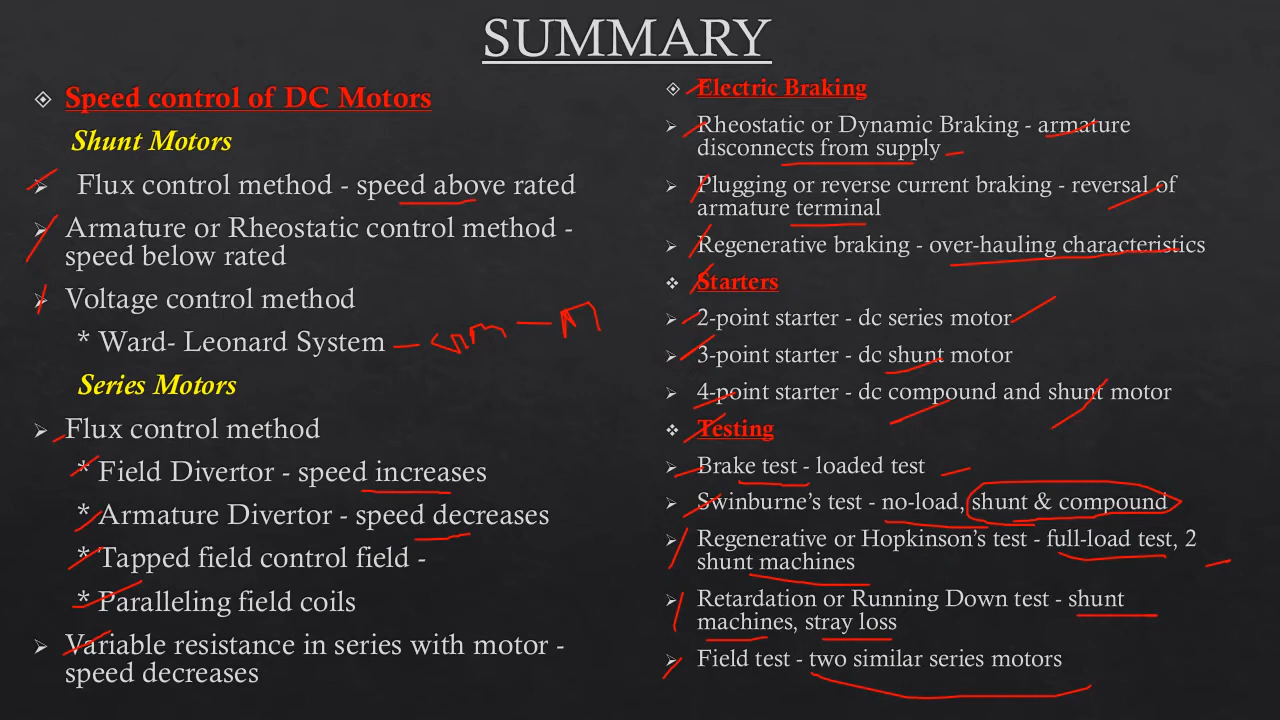 SUMMARY
Speed control of DC Motors
Shunt Motors
Flux control method - speed above rated
Armature or Rheostatic control method -
speed below rated
Voltage control method
* Ward- Leonard System
Series Motors
Flux control method
* Field Divertor - speed increases
* Armature Divertor - speed decreases
* Tapped field control field -
* Paralleling field coils
Variable resistance in series with motor -
speed decreases
Electric Braking
Rheostatic or Dynamic Braking - armature
disconnects from supply
Plugging or reverse current braking - reversal of
armature terminal
Regenerative braking - over-hauling characteristics
Starters
2-point starter - dc series motor
3-point starter - dc shunt motor
4-point starter - dc compound and shunt motor
Testing
Brake test - loaded test
Swinburne's test - no-load, shunt & compound
Regenerative or Hopkinson's test - full-load test, 2
shunt machines
Retardation or Running Down test - shunt
machines, stray loss
Field test - two similar series motors